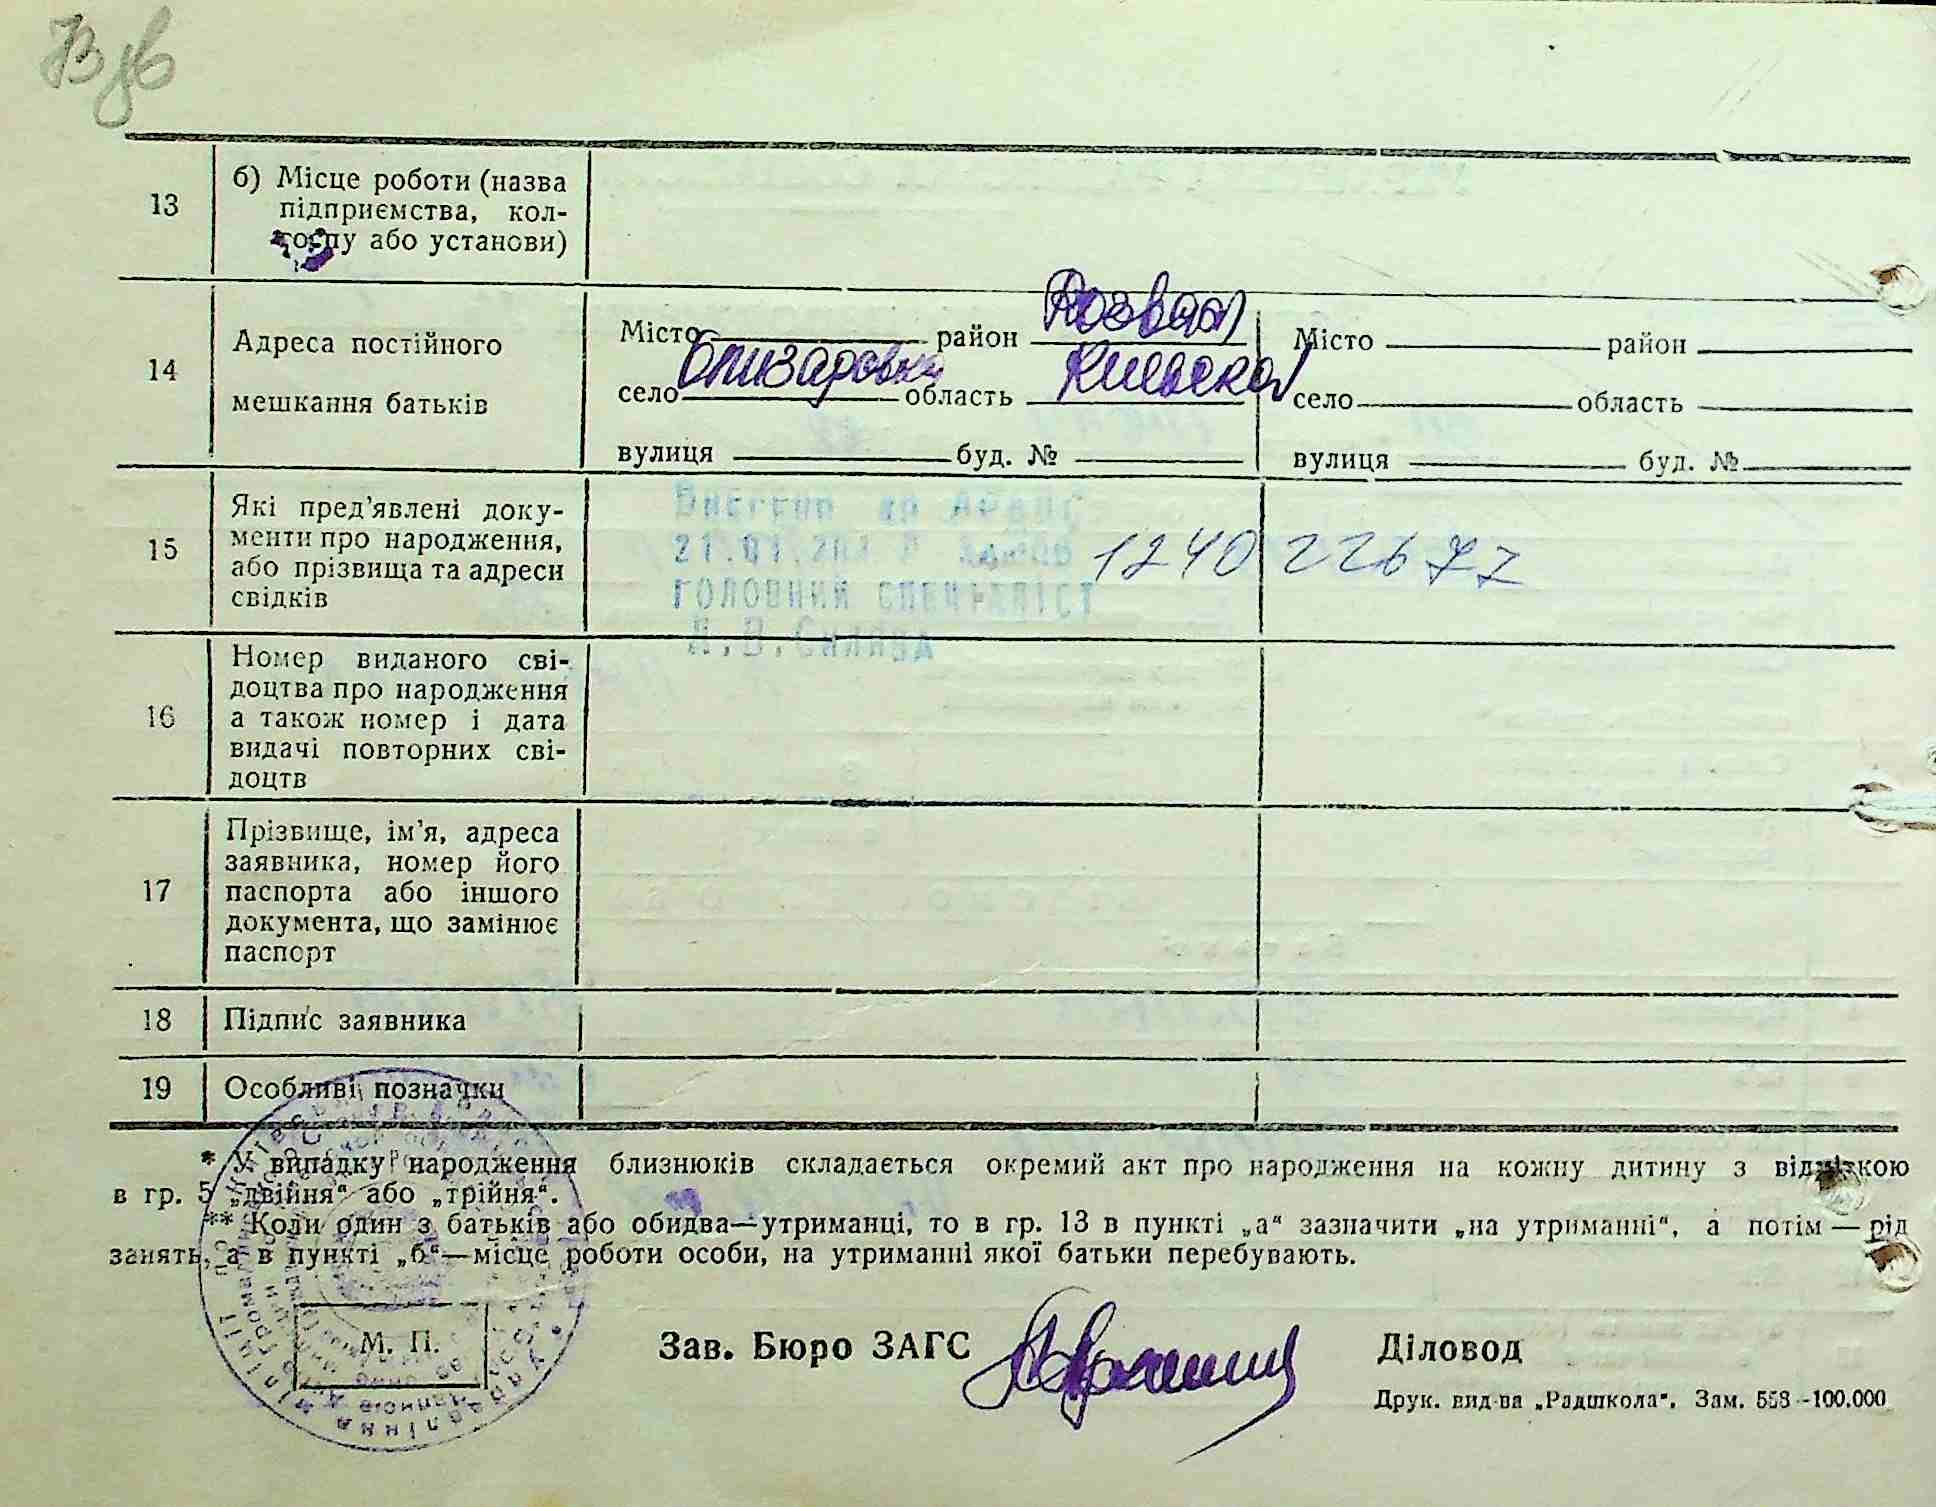 13 б) Місце роботи (назва
підприємства, кол-
госпу або установи)
14 Адреса постійного
мешкання батьків
Місто район Розваж Місто район
село Олизаровка область Киевская село область
вулиця буд. № вулиця буд. №
15 Які пред'явлені доку-
менти про народження,
або прізвища та адреси
свідків
Внесено до
21.01.
ГОЛОВНИЙ СПЕЦІАЛІСТ
1240 22677
16 Номер виданого сві-
доцтва про народження
а також номер і дата
видачі повторних сві-
доцтв
17 Прізвище, ім'я, адреса
заявника, номер його
паспорта або іншого
документа, що замінює
паспорт
18 Підпис заявника
19 Особливі позначки
* У випадку народження близнюків складається окремий акт про народження на кожну дитину з відміткою
в гр. 5 „двійня“ або „трійня“.
** Коли один з батьків або обидва—утриманці, то в гр. 13 в пункті „а“ зазначити „на утриманні“, а потім — рід
занять, а в пункті „б“—місце роботи особи, на утриманні якої батьки перебувають.
М. П.
Зав. Бюро ЗАГС Діловод
Друк. вид-ва „Радшкола“. Зам. 558—100.000